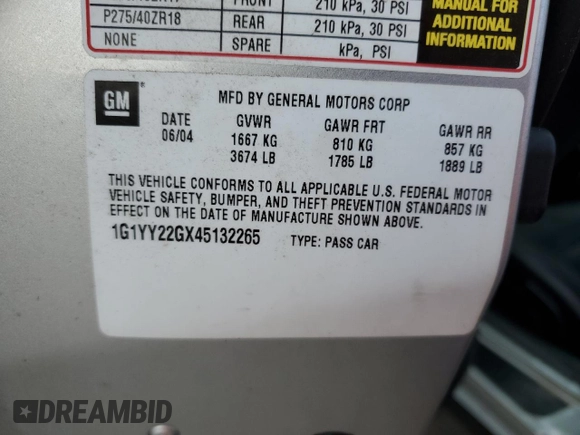 FRONT 210 kPa, 30 PSI
P275/40ZR18 REAR 210 kPa, 30 PSI
NONE SPARE kPa, PSI
MANUAL FOR
ADDITIONAL
INFORMATION
GM ®
MFD BY GENERAL MOTORS CORP
DATE GVWR GAWR FRT GAWR RR
06/04 1667 KG 810 KG 857 KG
3674 LB 1785 LB 1889 LB
THIS VEHICLE CONFORMS TO ALL APPLICABLE U.S. FEDERAL MOTOR
VEHICLE SAFETY, BUMPER, AND THEFT PREVENTION STANDARDS IN
EFFECT ON THE DATE OF MANUFACTURE SHOWN ABOVE.
1G1YY22GX45132265 TYPE: PASS CAR
DREAMBID